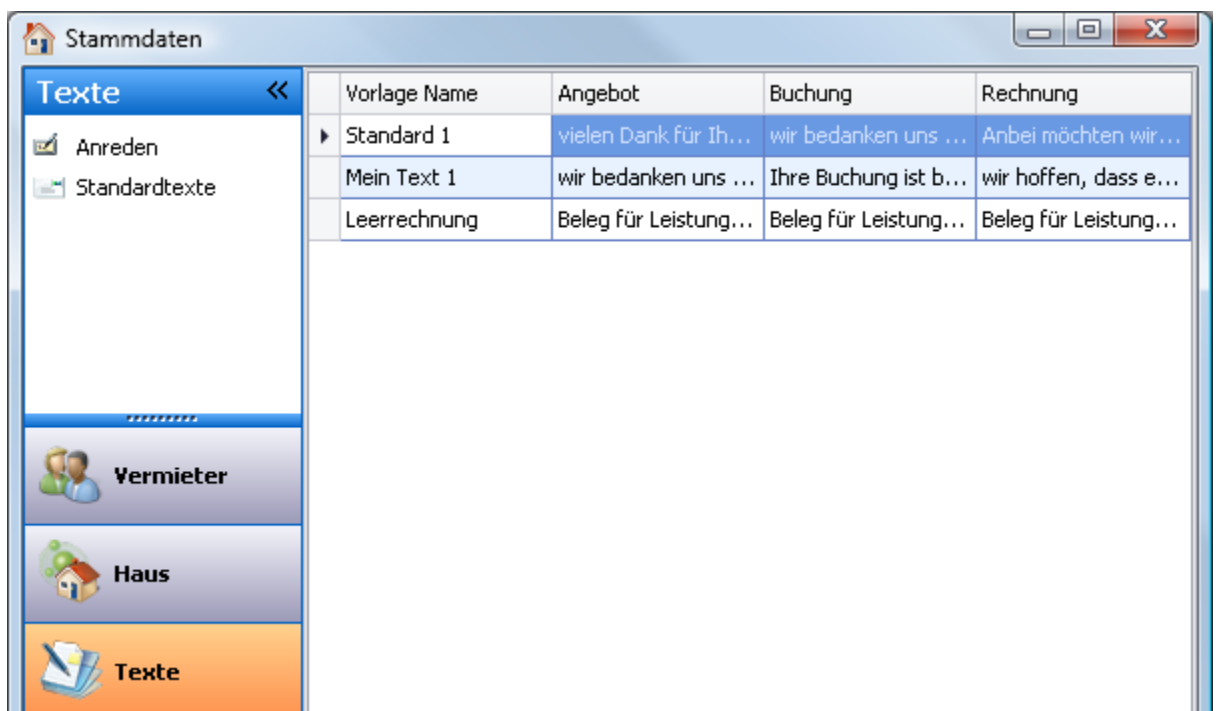 Stammdaten
Texte
Anreden
Standardtexte
Vermieter
Haus
Texte
Vorlage Name Angebot Buchung Rechnung
Standard 1 vielen Dank für Ih... wir bedanken uns ... Anbei möchten wir...
Mein Text 1 wir bedanken uns ... Ihre Buchung ist b... wir hoffen, dass e...
Leerrechnung Beleg für Leistung... Beleg für Leistung... Beleg für Leistung...